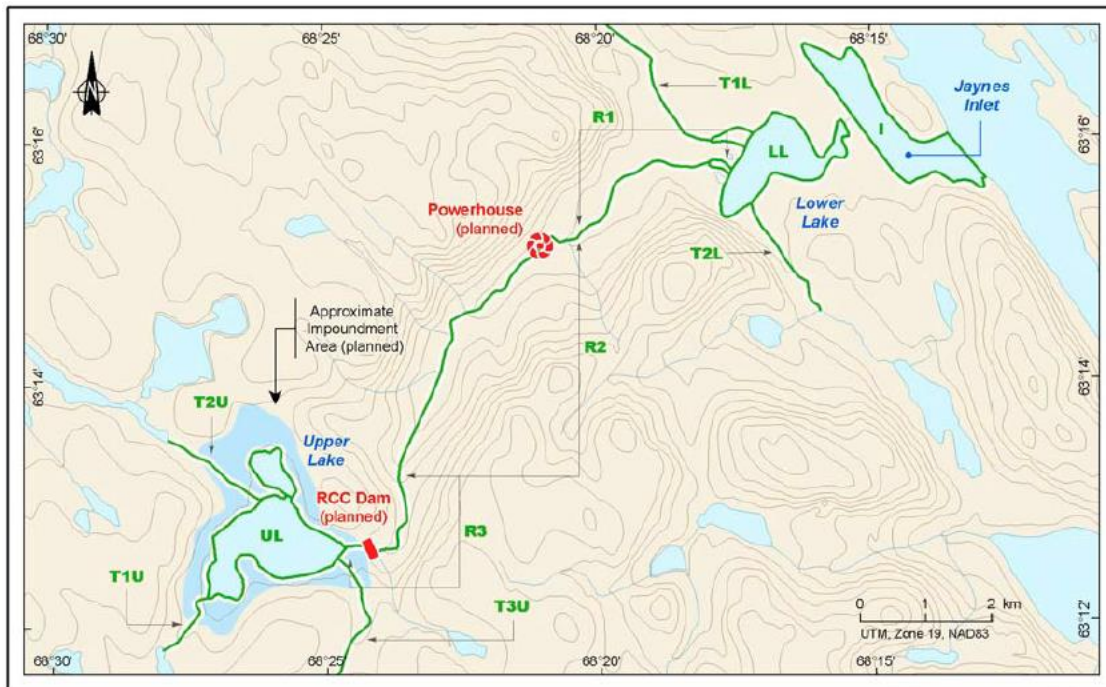 68°30'
68°25'
68°20'
68°15'
N
63°16'
63°16'
T1L
Jaynes
Inlet
R1
I
LL
Powerhouse
(planned)
Lower
Lake
T2L
Approximate
Impoundment
Area (planned)
R2
63°14'
63°14'
T2U
Upper
Lake
RCC Dam
(planned)
UL
R3
T1U
T3U
0 1 2 km
UTM, Zone 19, NAD83
63°12'
68°30'
68°25'
68°20'
68°15'